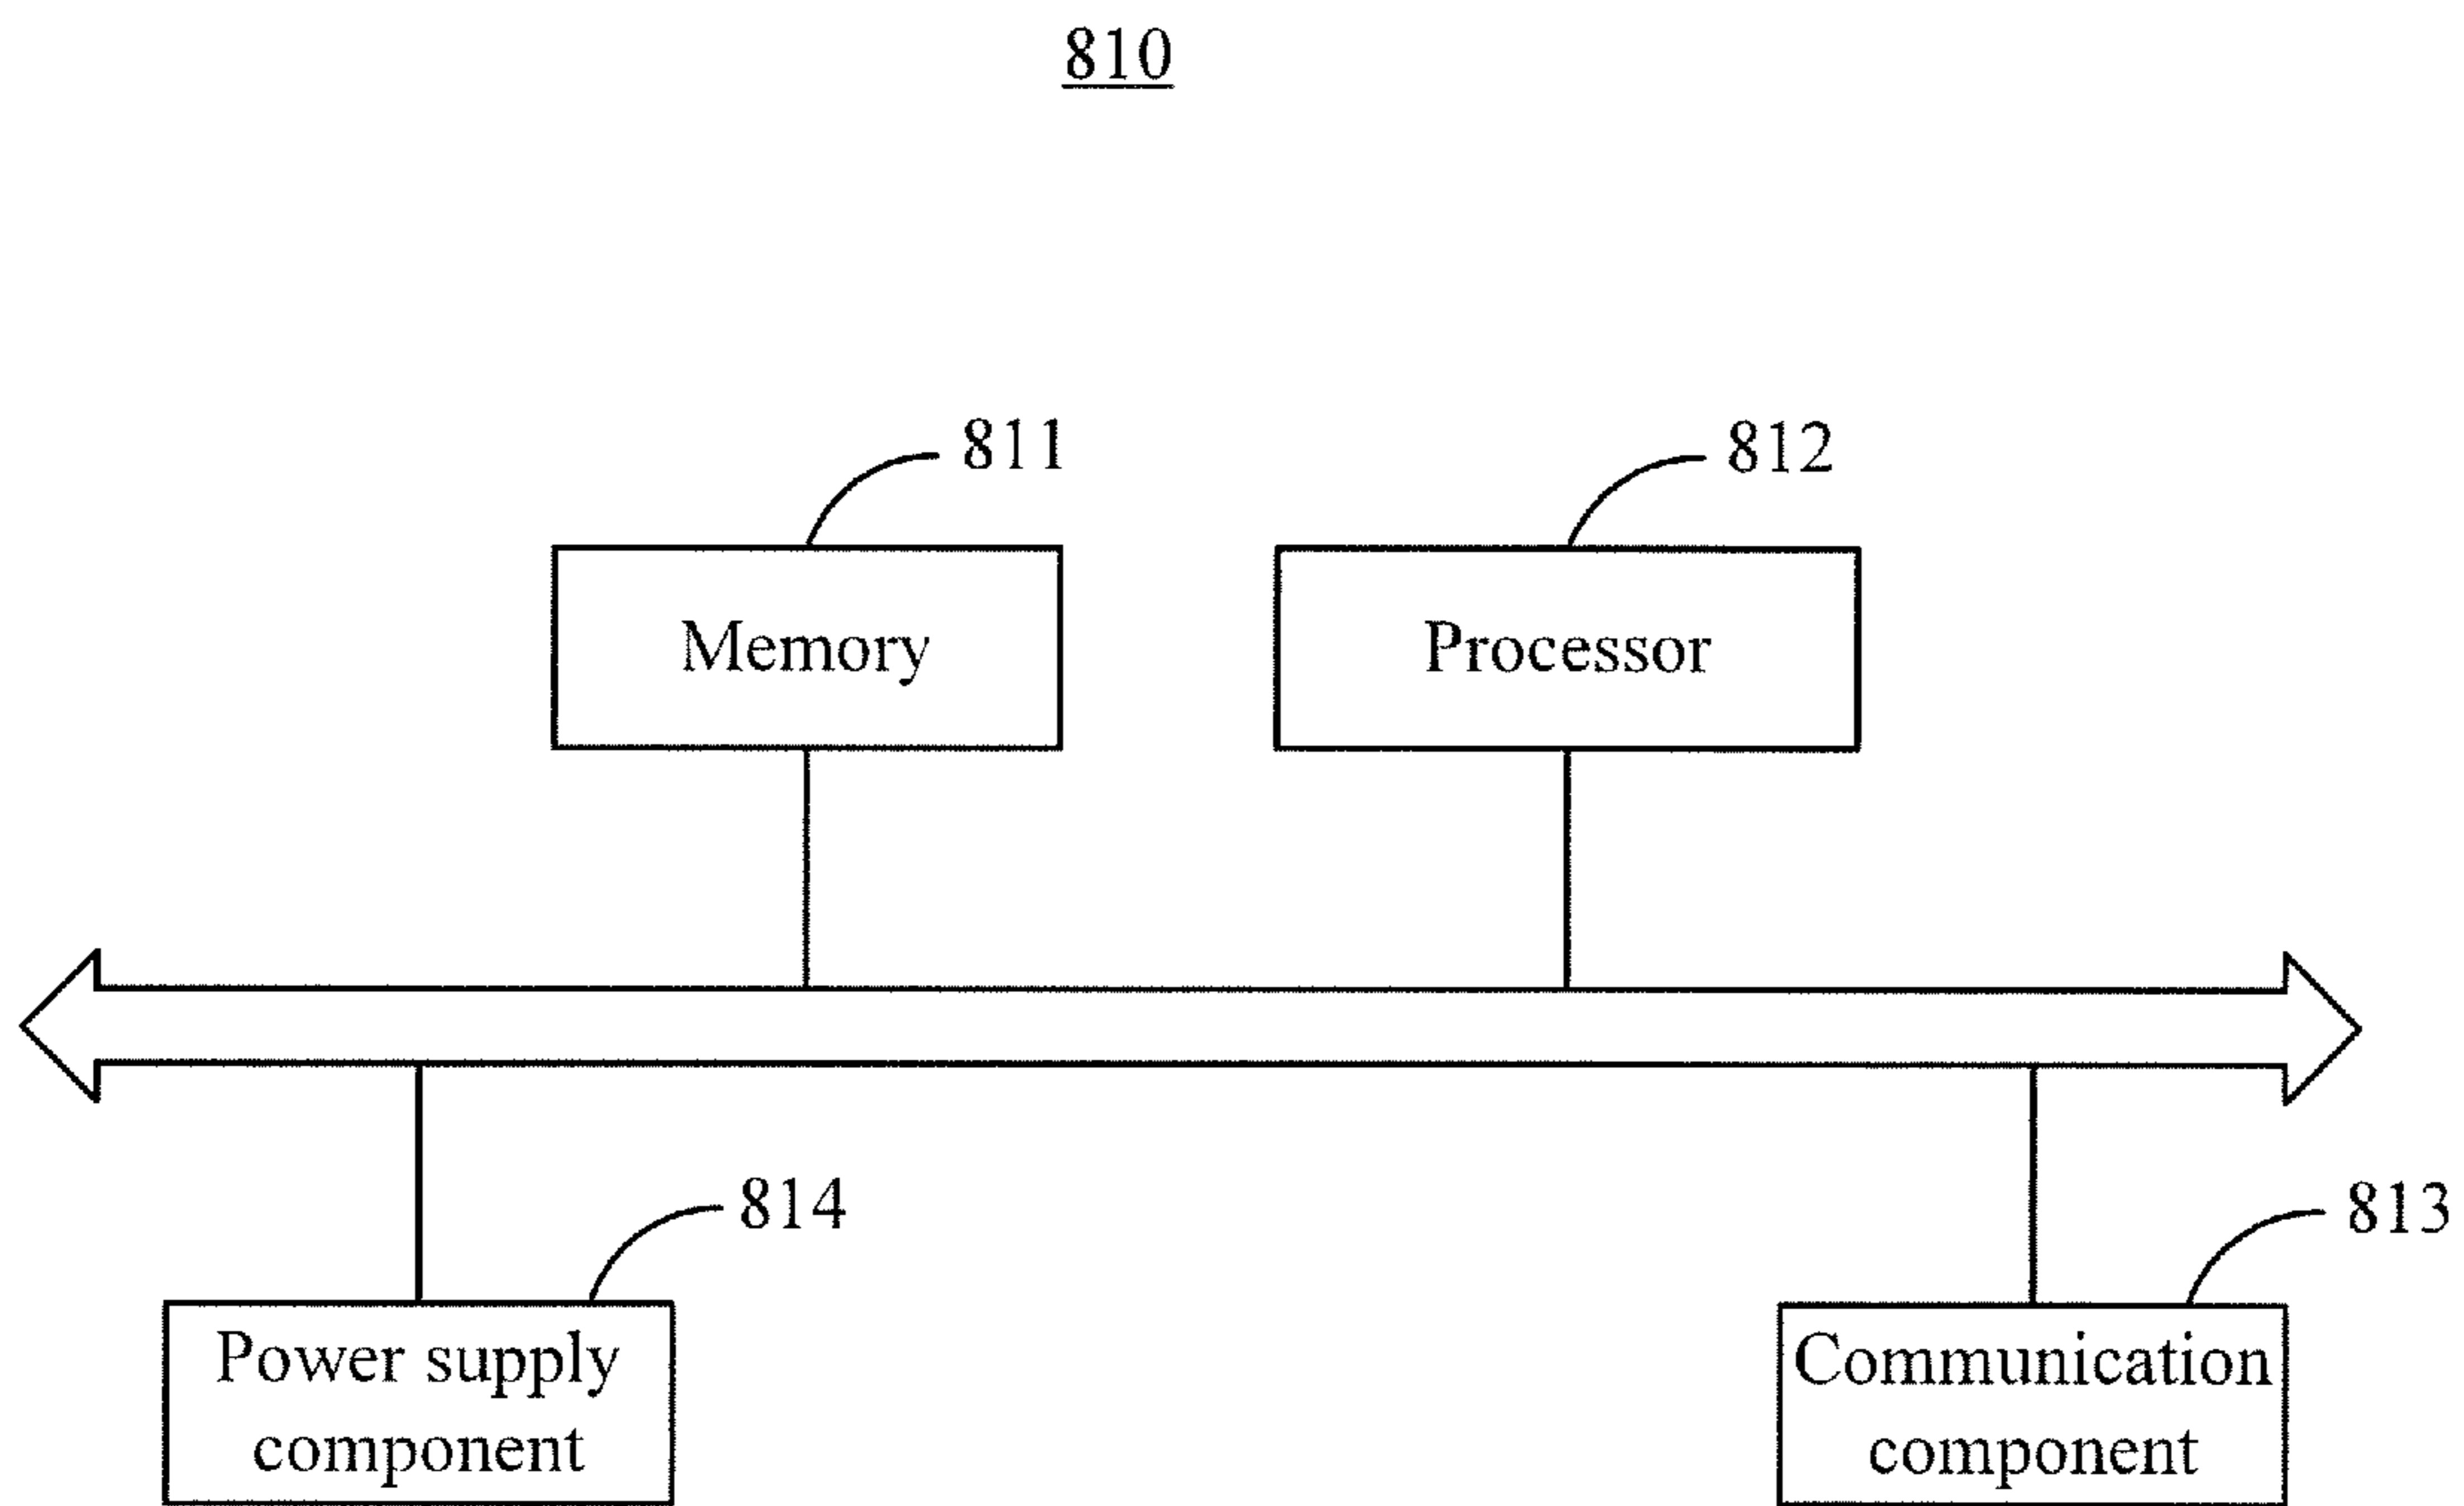 810
811
812
Memory
Processor
814
813
Power supply
component
Communication
component